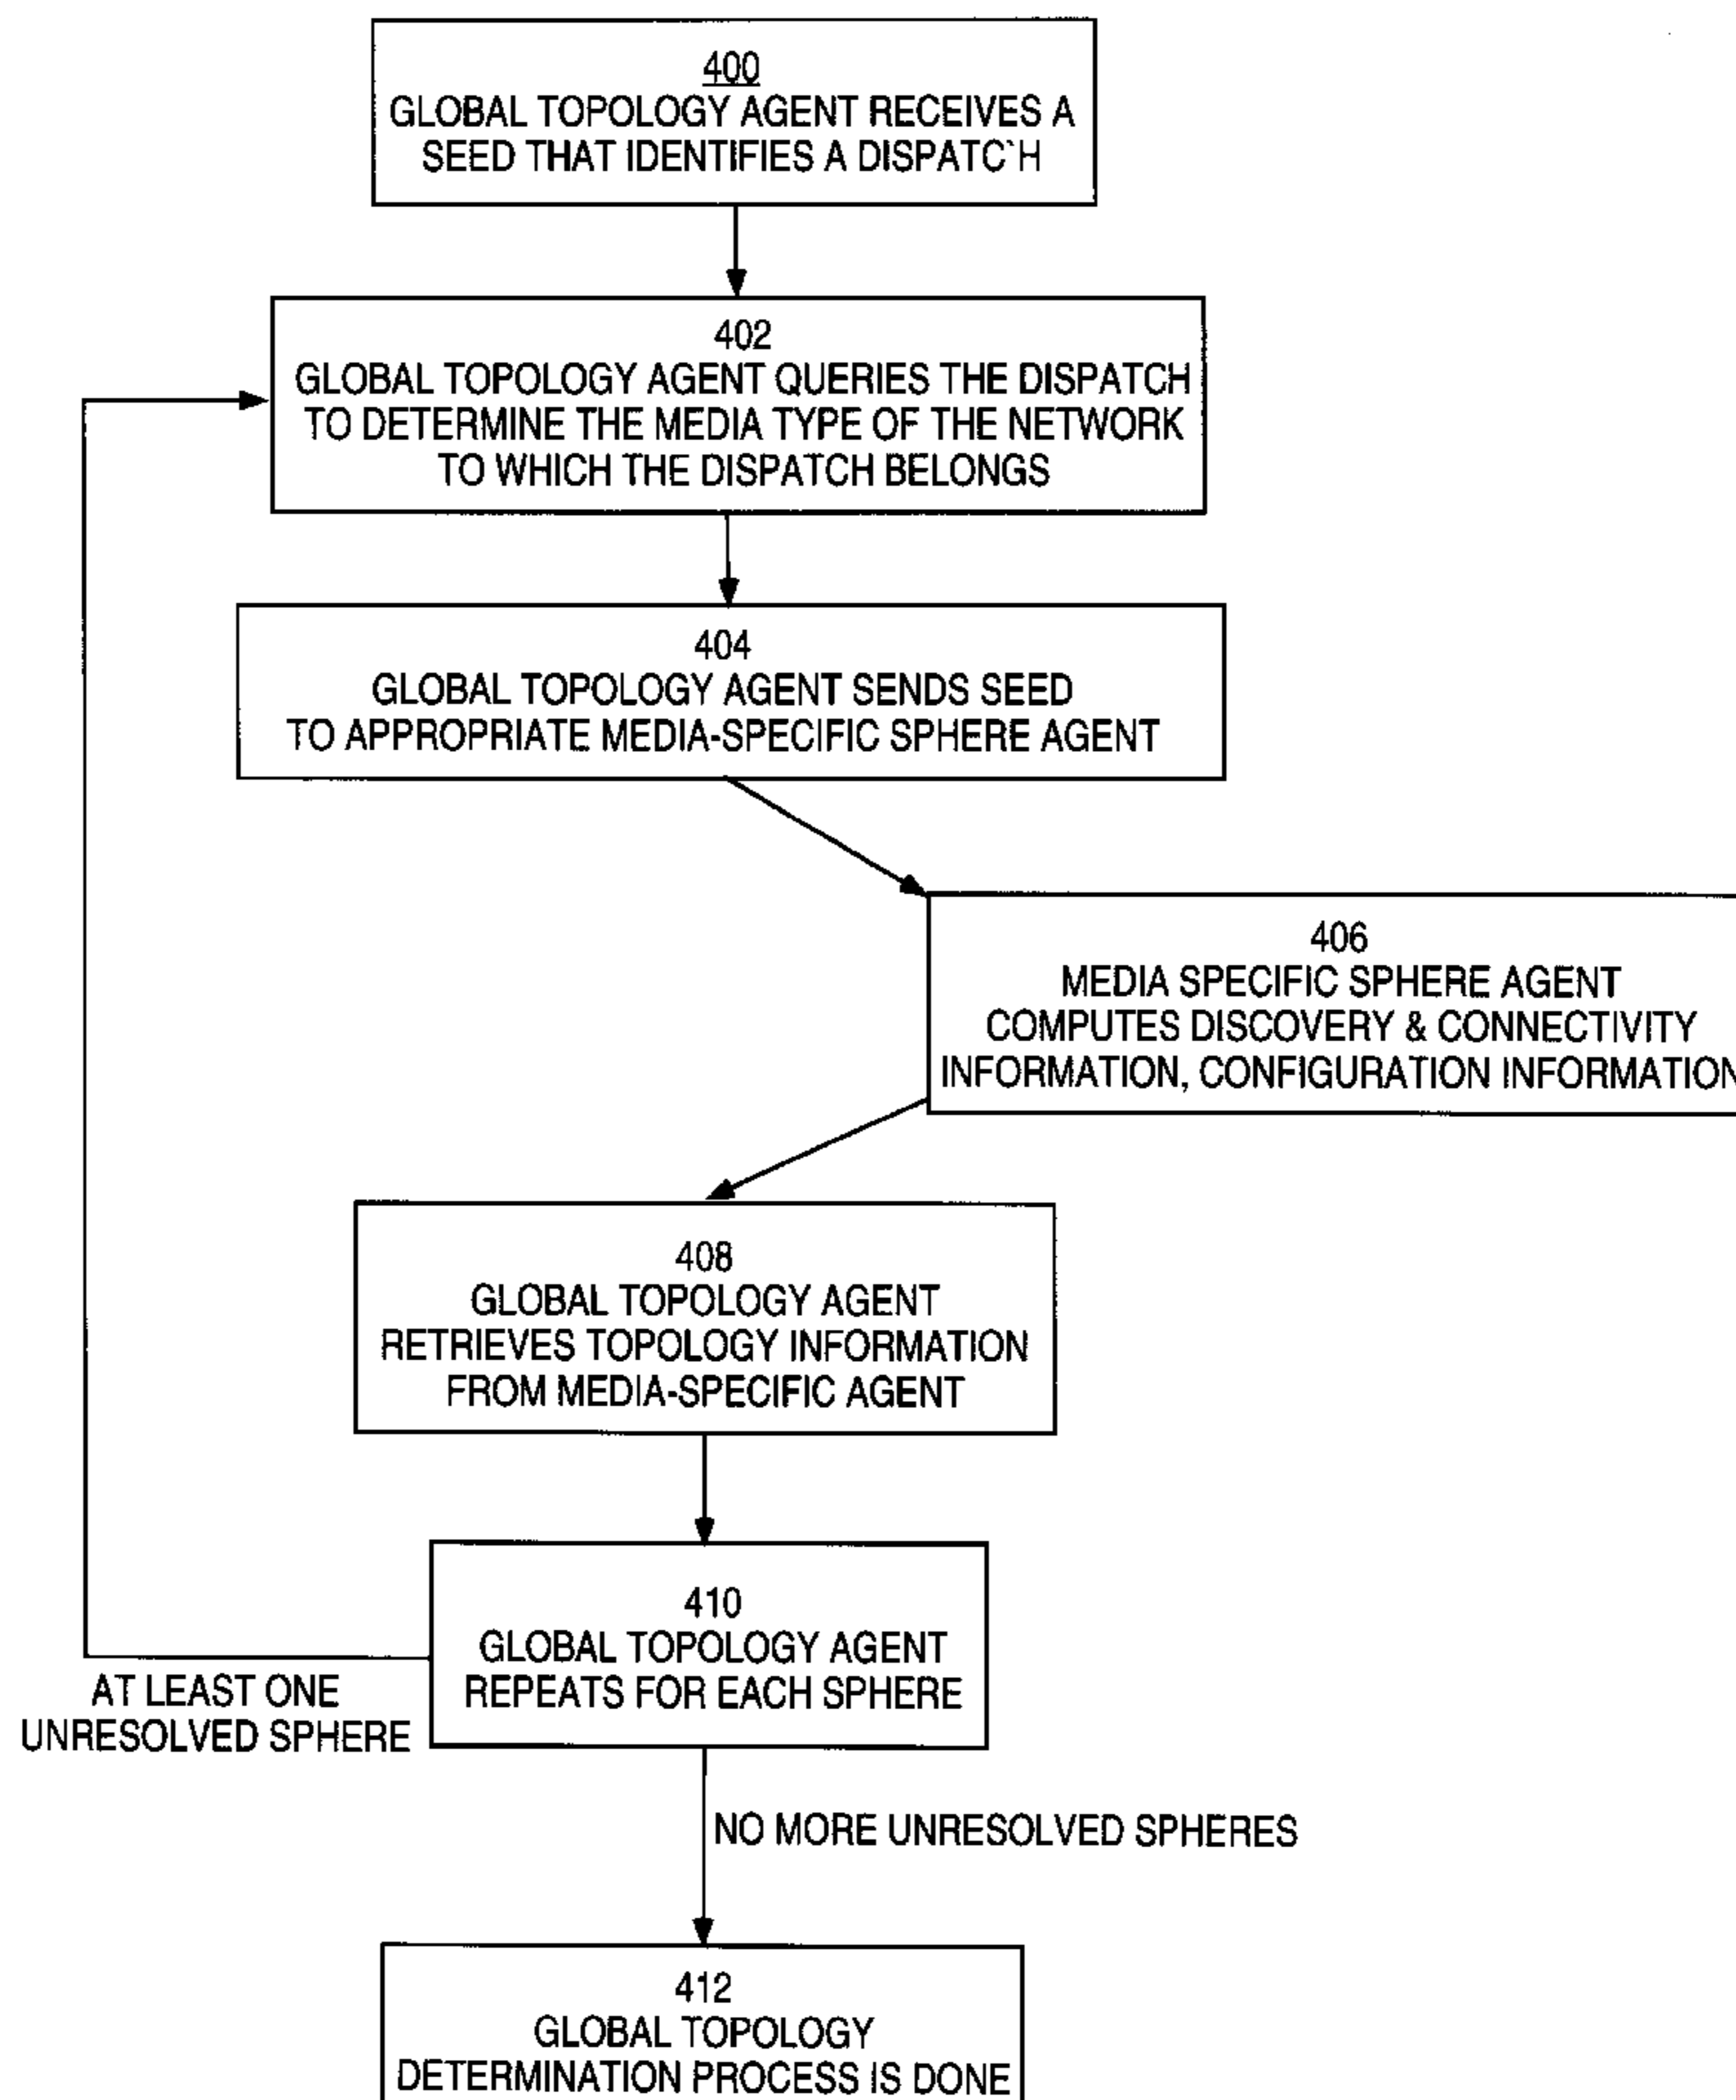 400
GLOBAL TOPOLOGY AGENT RECEIVES A
SEED THAT IDENTIFIES A DISPATCH
402
GLOBAL TOPOLOGY AGENT QUERIES THE DISPATCH
TO DETERMINE THE MEDIA TYPE OF THE NETWORK
TO WHICH THE DISPATCH BELONGS
404
GLOBAL TOPOLOGY AGENT SENDS SEED
TO APPROPRIATE MEDIA-SPECIFIC SPHERE AGENT
406
MEDIA SPECIFIC SPHERE AGENT
COMPUTES DISCOVERY & CONNECTIVITY
INFORMATION, CONFIGURATION INFORMATION
408
GLOBAL TOPOLOGY AGENT
RETRIEVES TOPOLOGY INFORMATION
FROM MEDIA-SPECIFIC AGENT
410
GLOBAL TOPOLOGY AGENT
REPEATS FOR EACH SPHERE
AT LEAST ONE
UNRESOLVED SPHERE
NO MORE UNRESOLVED SPHERES
412
GLOBAL TOPOLOGY
DETERMINATION PROCESS IS DONE